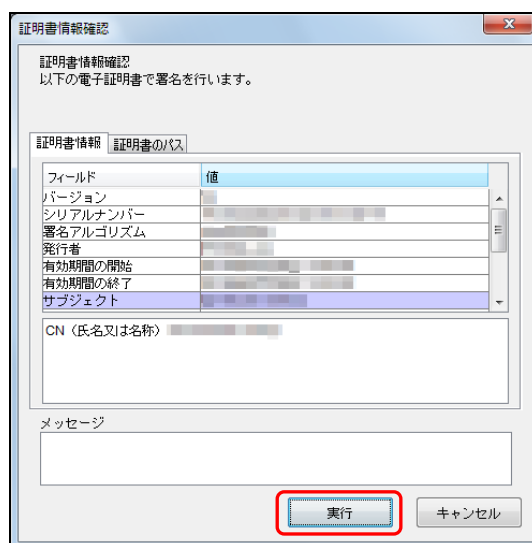 証明書情報確認
証明書情報確認
以下の電子証明書で署名を行います。
証明書情報 証明書のパス
フィールド 値
バージョン
シリアルナンバー
署名アルゴリズム
発行者
有効期間の開始
有効期間の終了
サブジェクト
CN（氏名又は名称）
メッセージ
実行 キャンセル